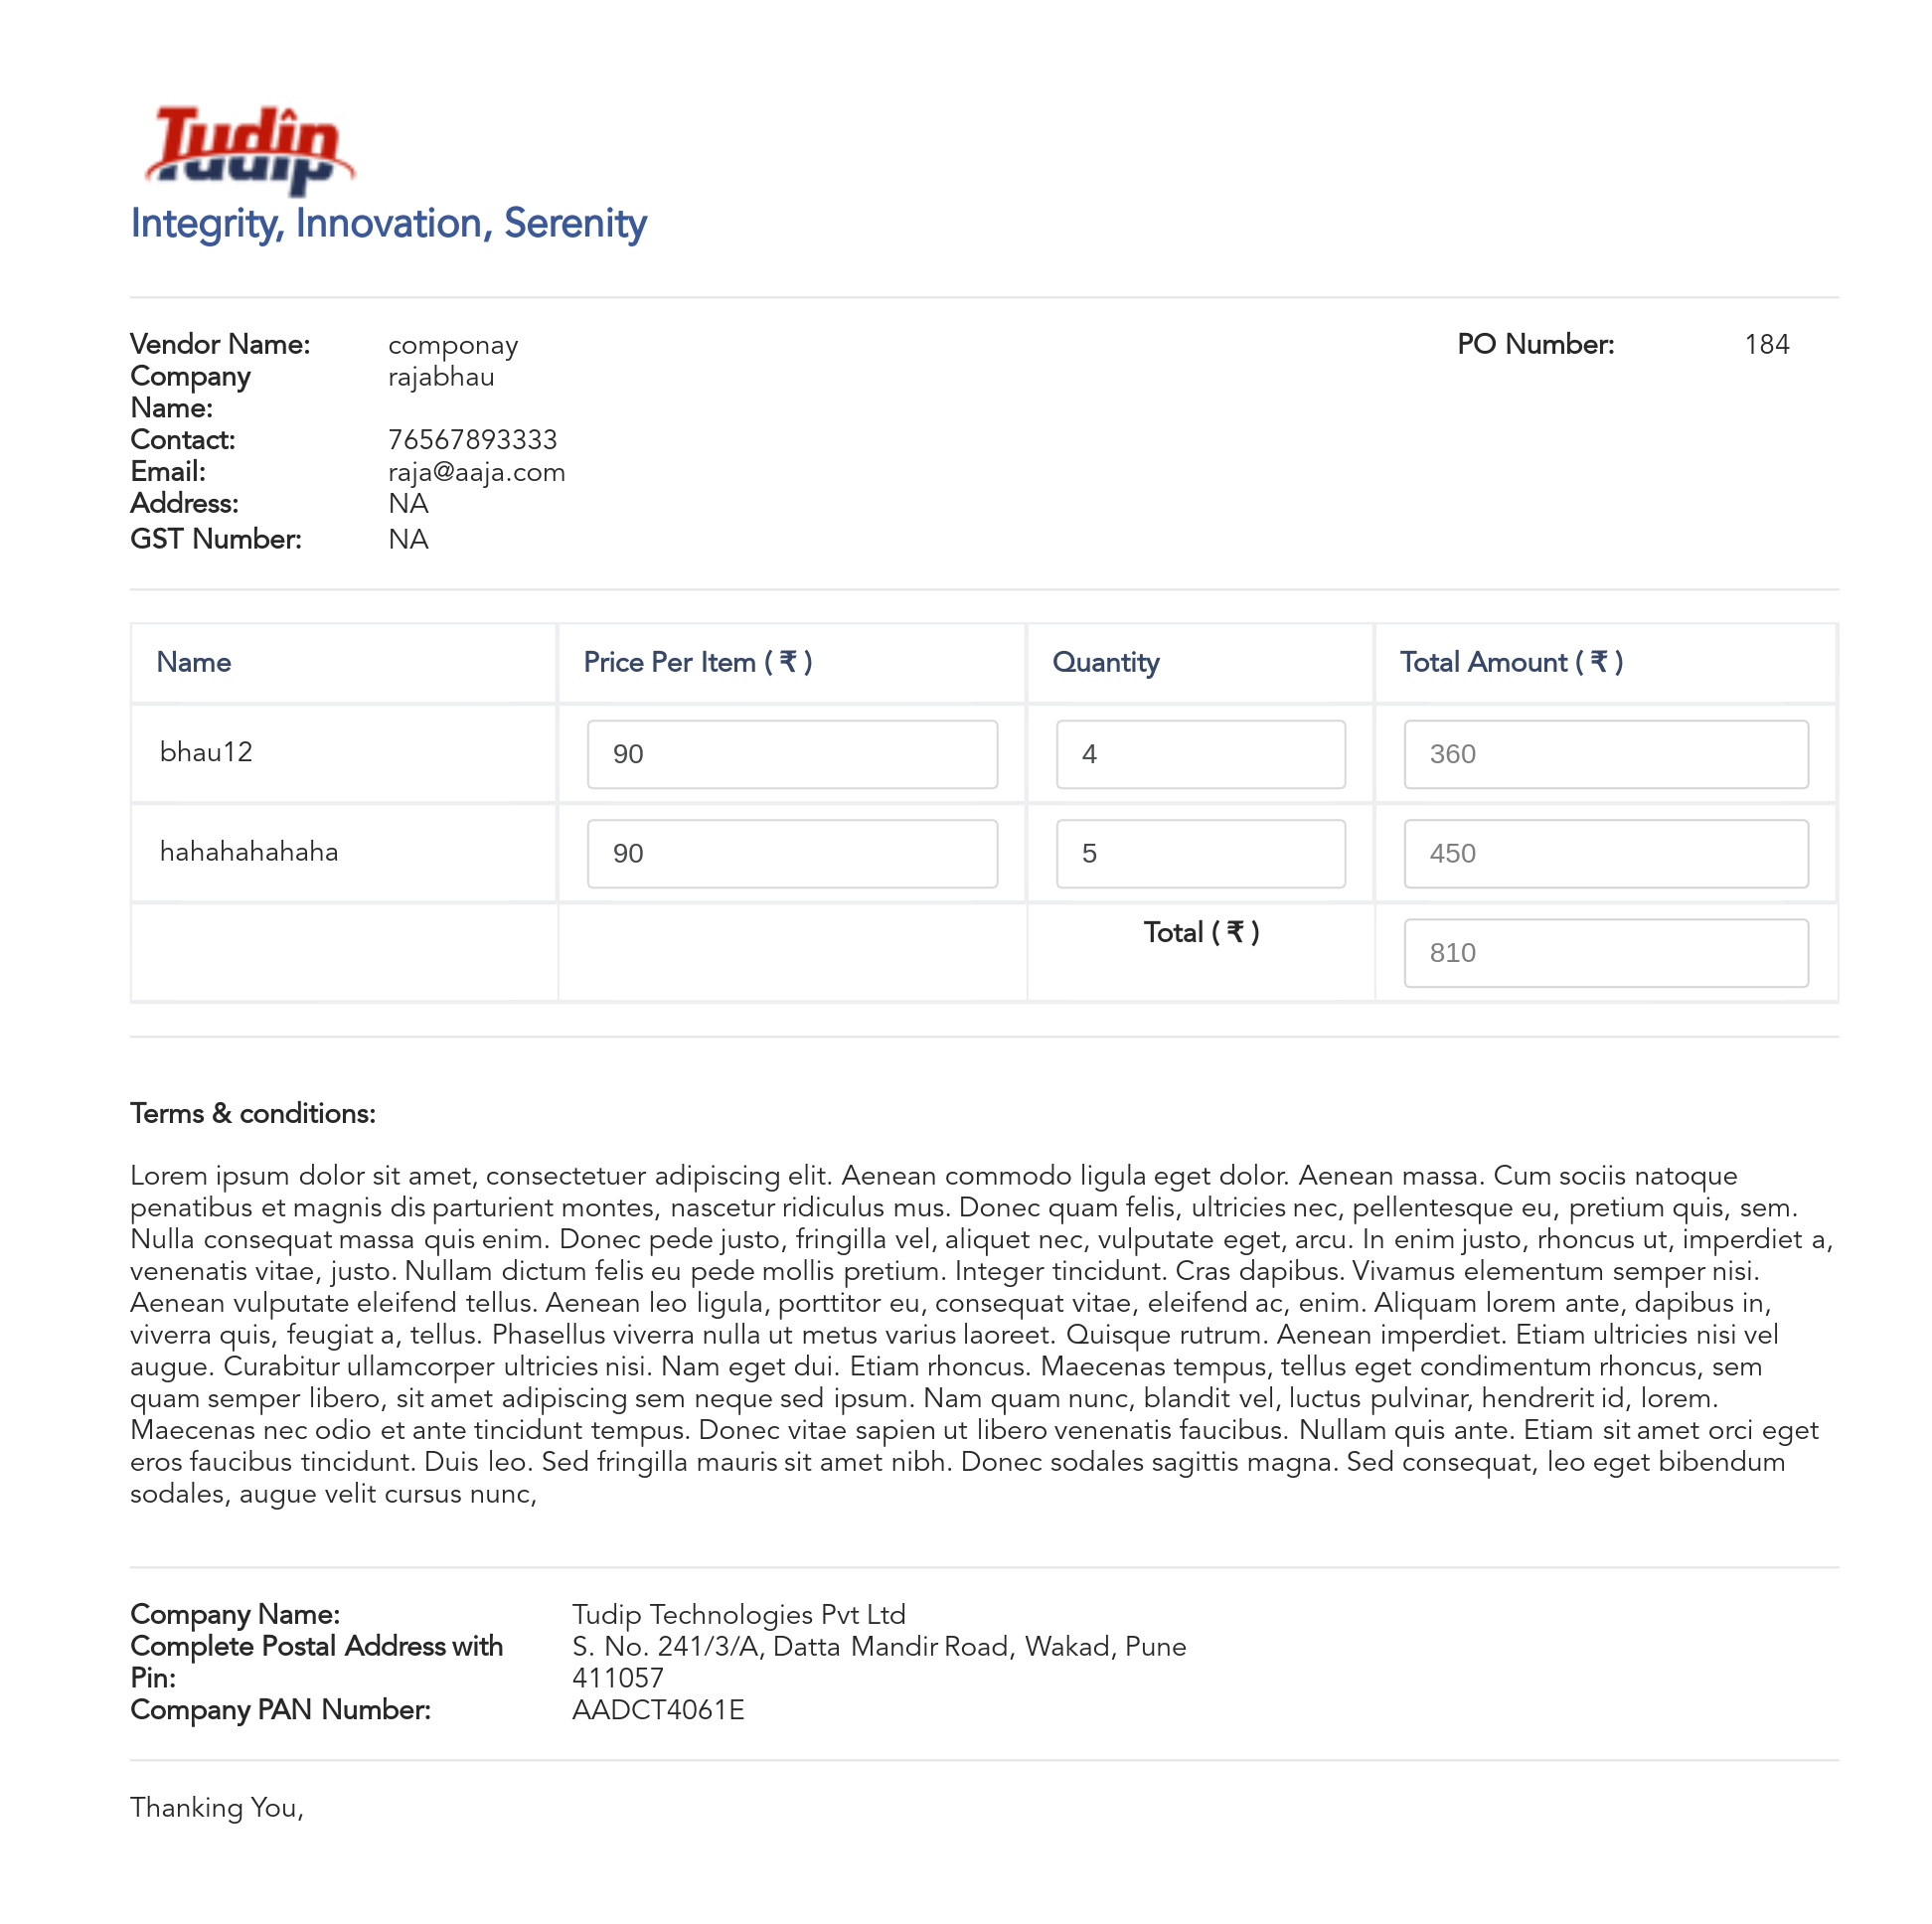 Tudip
Integrity, Innovation, Serenity
Vendor Name: componay PO Number: 184
Company rajabhau
Name:
Contact: 76567893333
Email: raja@aaja.com
Address: NA
GST Number: NA
Name Price Per Item ( ₹ ) Quantity Total Amount ( ₹ )
bhau12 90 4 360
hahahahahaha 90 5 450
Total ( ₹ ) 810
Terms & conditions:
Lorem ipsum dolor sit amet, consectetuer adipiscing elit. Aenean commodo ligula eget dolor. Aenean massa. Cum sociis natoque
penatibus et magnis dis parturient montes, nascetur ridiculus mus. Donec quam felis, ultricies nec, pellentesque eu, pretium quis, sem.
Nulla consequat massa quis enim. Donec pede justo, fringilla vel, aliquet nec, vulputate eget, arcu. In enim justo, rhoncus ut, imperdiet a,
venenatis vitae, justo. Nullam dictum felis eu pede mollis pretium. Integer tincidunt. Cras dapibus. Vivamus elementum semper nisi.
Aenean vulputate eleifend tellus. Aenean leo ligula, porttitor eu, consequat vitae, eleifend ac, enim. Aliquam lorem ante, dapibus in,
viverra quis, feugiat a, tellus. Phasellus viverra nulla ut metus varius laoreet. Quisque rutrum. Aenean imperdiet. Etiam ultricies nisi vel
augue. Curabitur ullamcorper ultricies nisi. Nam eget dui. Etiam rhoncus. Maecenas tempus, tellus eget condimentum rhoncus, sem
quam semper libero, sit amet adipiscing sem neque sed ipsum. Nam quam nunc, blandit vel, luctus pulvinar, hendrerit id, lorem.
Maecenas nec odio et ante tincidunt tempus. Donec vitae sapien ut libero venenatis faucibus. Nullam quis ante. Etiam sit amet orci eget
eros faucibus tincidunt. Duis leo. Sed fringilla mauris sit amet nibh. Donec sodales sagittis magna. Sed consequat, leo eget bibendum
sodales, augue velit cursus nunc,
Company Name: Tudip Technologies Pvt Ltd
Complete Postal Address with S. No. 241/3/A, Datta Mandir Road, Wakad, Pune
Pin: 411057
Company PAN Number: AADCT4061E
Thanking You,